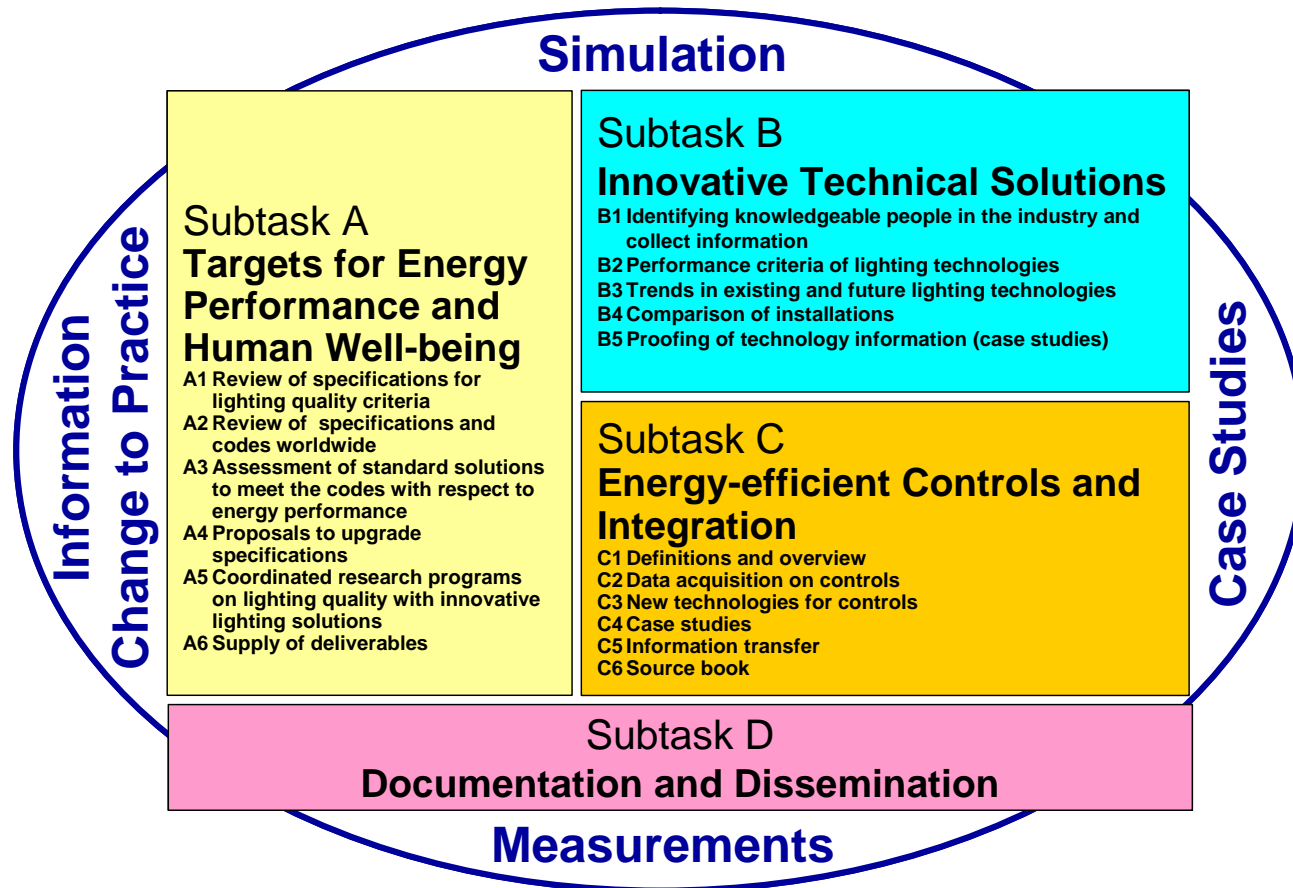 Simulation
Information
Change to Practice
Subtask A
Targets for Energy
Performance and
Human Well-being
A1 Review of specifications for
lighting quality criteria
A2 Review of specifications and
codes worldwide
A3 Assessment of standard solutions
to meet the codes with respect to
energy performance
A4 Proposals to upgrade
specifications
A5 Coordinated research programs
on lighting quality with innovative
lighting solutions
A6 Supply of deliverables
Subtask B
Innovative Technical Solutions
B1 Identifying knowledgeable people in the industry and
collect information
B2 Performance criteria of lighting technologies
B3 Trends in existing and future lighting technologies
B4 Comparison of installations
B5 Proofing of technology information (case studies)
Subtask C
Energy-efficient Controls and
Integration
C1 Definitions and overview
C2 Data acquisition on controls
C3 New technologies for controls
C4 Case studies
C5 Information transfer
C6 Source book
Case Studies
Subtask D
Documentation and Dissemination
Measurements